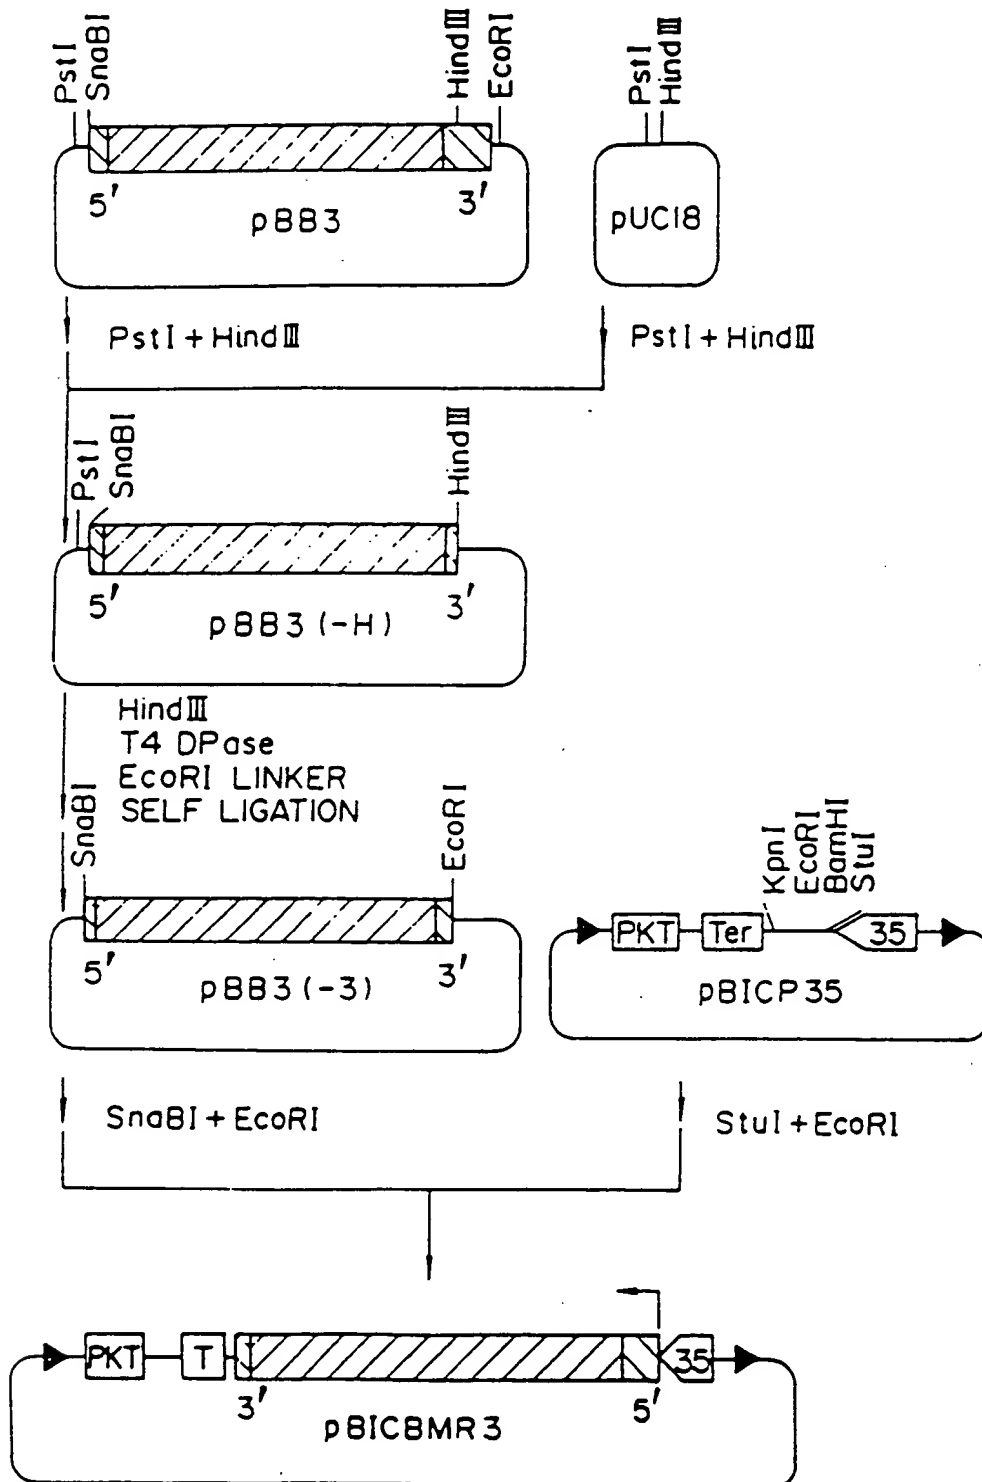 PstI
SnaBI
HindⅢ
EcoRI
PstI
HindⅢ
5'
3'
pBB3
pUC18
PstI + HindⅢ
PstI + HindⅢ
PstI
SnaBI
HindⅢ
5'
3'
pBB3 (-H)
HindⅢ
T4 DPase
EcoRI LINKER
SELF LIGATION
SnaBI
EcoRI
KpnI
EcoRI
BamHI
StuI
PKT
Ter
35
5'
3'
pBB3 (-3)
pBICP35
SnaBI + EcoRI
StuI + EcoRI
PKT
T
35
3'
5'
pBICBMR3